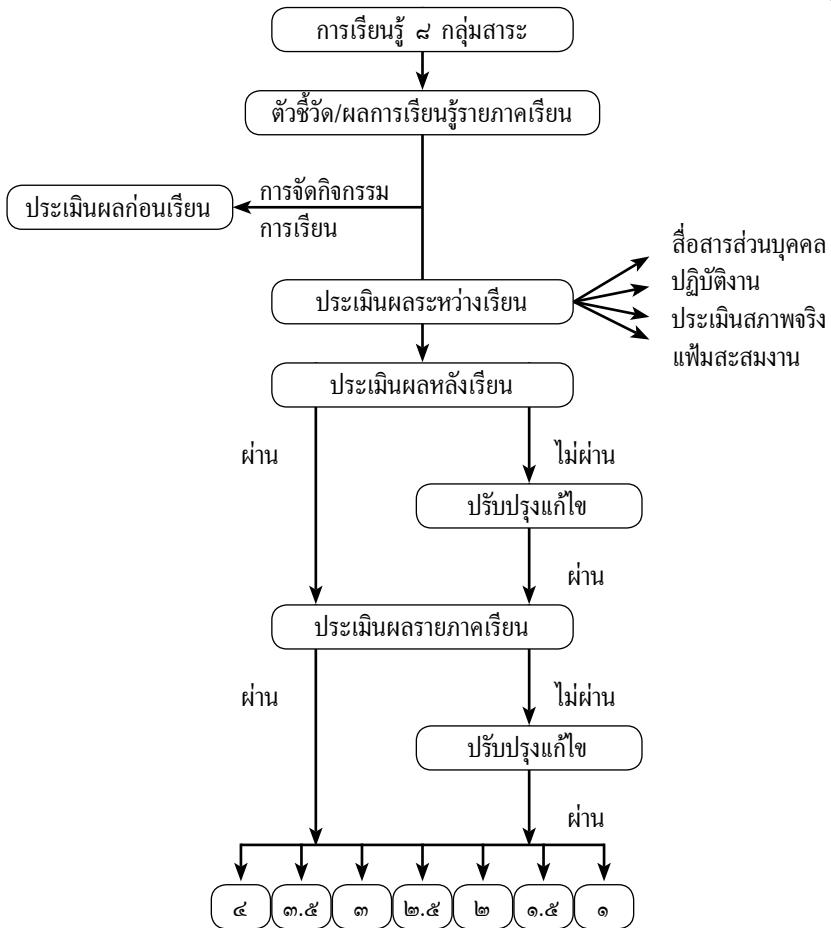 การเรียนรู้ ๘ กลุ่มสาระ
ตัวชี้วัด/ผลการเรียนรู้รายภาคเรียน
การจัดกิจกรรม
ประเมินผลก่อนเรียน
การเรียน
สื่อสารส่วนบุคคล
ปฏิบัติงาน
ประเมินผลระหว่างเรียน
ประเมินสภาพจริง
แฟ้มสะสมงาน
ประเมินผลหลังเรียน
ผ่าน
ไม่ผ่าน
ปรับปรุงแก้ไข
ผ่าน
ประเมินผลรายภาคเรียน
ผ่าน
ไม่ผ่าน
ปรับปรุงแก้ไข
ผ่าน
๔ ๓.๕ ๓ ๒.๕ ๒ ๑.๕ ๑